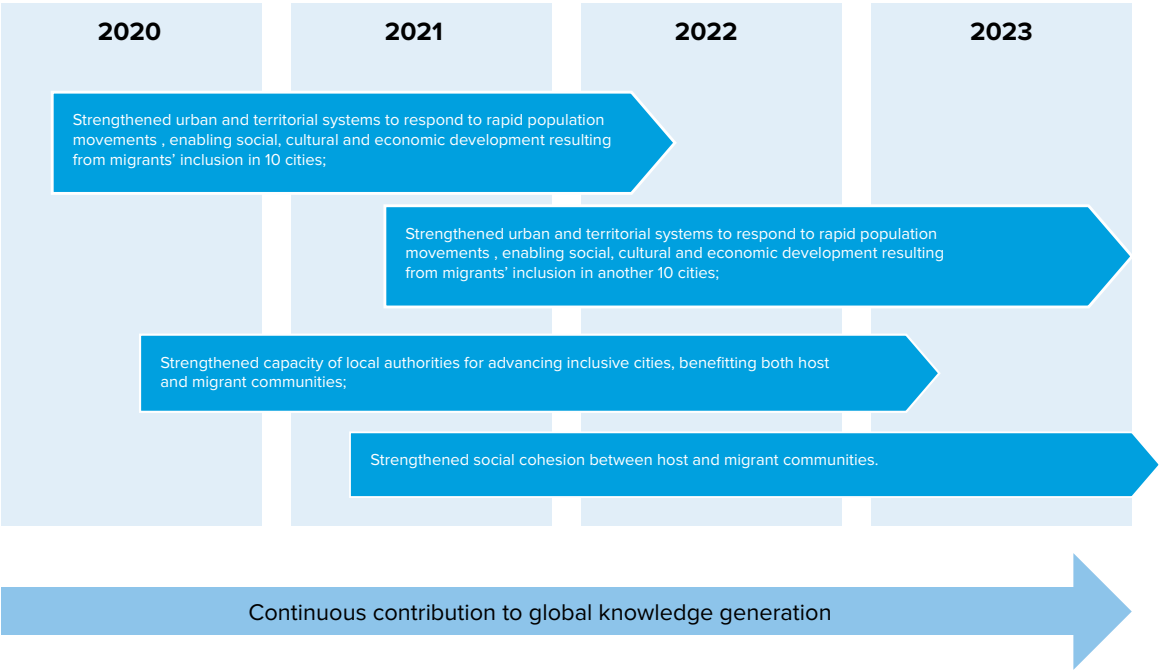 2020
2021
2022
2023
Strengthened urban and territorial systems to respond to rapid population
movements , enabling social, cultural and economic development resulting
from migrants’ inclusion in 10 cities;
Strengthened urban and territorial systems to respond to rapid population
movements , enabling social, cultural and economic development resulting
from migrants’ inclusion in another 10 cities;
Strengthened capacity of local authorities for advancing inclusive cities, benefitting both host
and migrant communities;
Strengthened social cohesion between host and migrant communities.
Continuous contribution to global knowledge generation